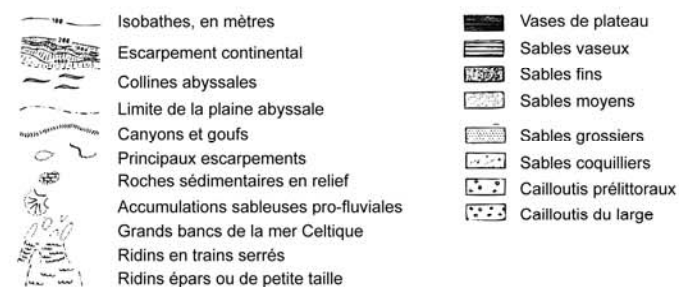 Isobathes, en mètres
Escarpement continental
Collines abyssales
Limite de la plaine abyssale
Canyons et goufs
Principaux escarpements
Roches sédimentaires en relief
Accumulations sableuses pro-fluviales
Grands bancs de la mer Celtique
Ridins en trains serrés
Ridins épars ou de petite taille
Vases de plateau
Sables vaseux
Sables fins
Sables moyens
Sables grossiers
Sables coquilliers
Cailloutis prélittoraux
Cailloutis du large